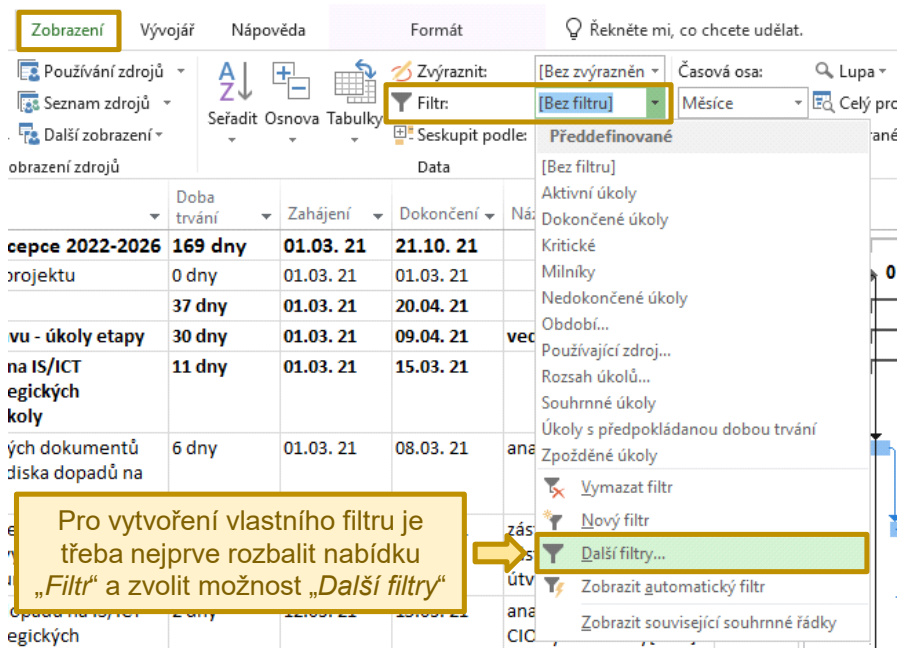 Zobrazení Vývojář Nápověda Formát Řekněte mi, co chcete udělat.
Používání zdrojů Zvýraznit: [Bez zvýrazněn Časová osa: Lupa
Seznam zdrojů Seřadit Osnova Tabulky Filtr: [Bez filtru] Měsíce Celý pro
Další zobrazení Seskupit podle: Předdefinované
obrazení zdrojů Data [Bez filtru]
Aktivní úkoly
Dokončené úkoly
Kritické
Milníky
Nedokončené úkoly
Období...
Používající zdroj...
Rozsah úkolů...
Souhrnné úkoly
Úkoly s předpokládanou dobou trvání
Zpožděné úkoly
Vymazat filtr
Nový filtr
Další filtry...
Zobrazit automatický filtr
Zobrazit související souhrnné řádky
Doba trvání Zahájení Dokončení Náz
cepce 2022-2026 169 dny 01.03. 21 21.10. 21
projektu 0 dny 01.03. 21 01.03. 21
37 dny 01.03. 21 20.04. 21
vu - úkoly etapy 30 dny 01.03. 21 09.04. 21 ved
na IS/ICT 11 dny 01.03. 21 15.03. 21
egických
koly
ých dokumentů 6 dny 01.03. 21 08.03. 21 ana
diska dopadů na
Pro vytvoření vlastního filtru je
třeba nejprve rozbalit nabídku
„Filtr“ a zvolit možnost „Další filtry“
zás
útv
ana
egických CIO